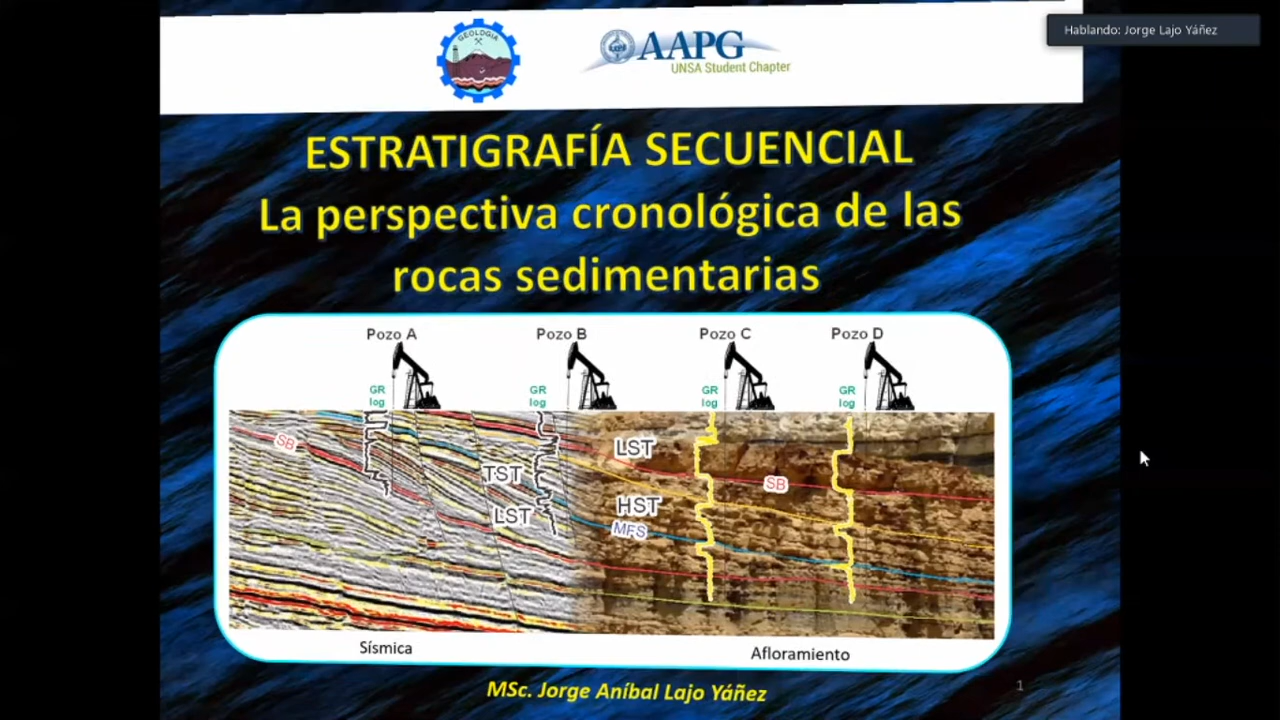 Hablando: Jorge Lajo Yáñez
GEOLOGIA
AAPG
UNSA Student Chapter
ESTRATIGRAFÍA SECUENCIAL
La perspectiva cronológica de las
rocas sedimentarias
Pozo A
Pozo B
Pozo C
Pozo D
GR
log
GR
log
GR
log
GR
log
SB
LST
TST
SB
HST
LST
MFS
Sísmica
Afloramiento
MSc. Jorge Aníbal Lajo Yáñez
1